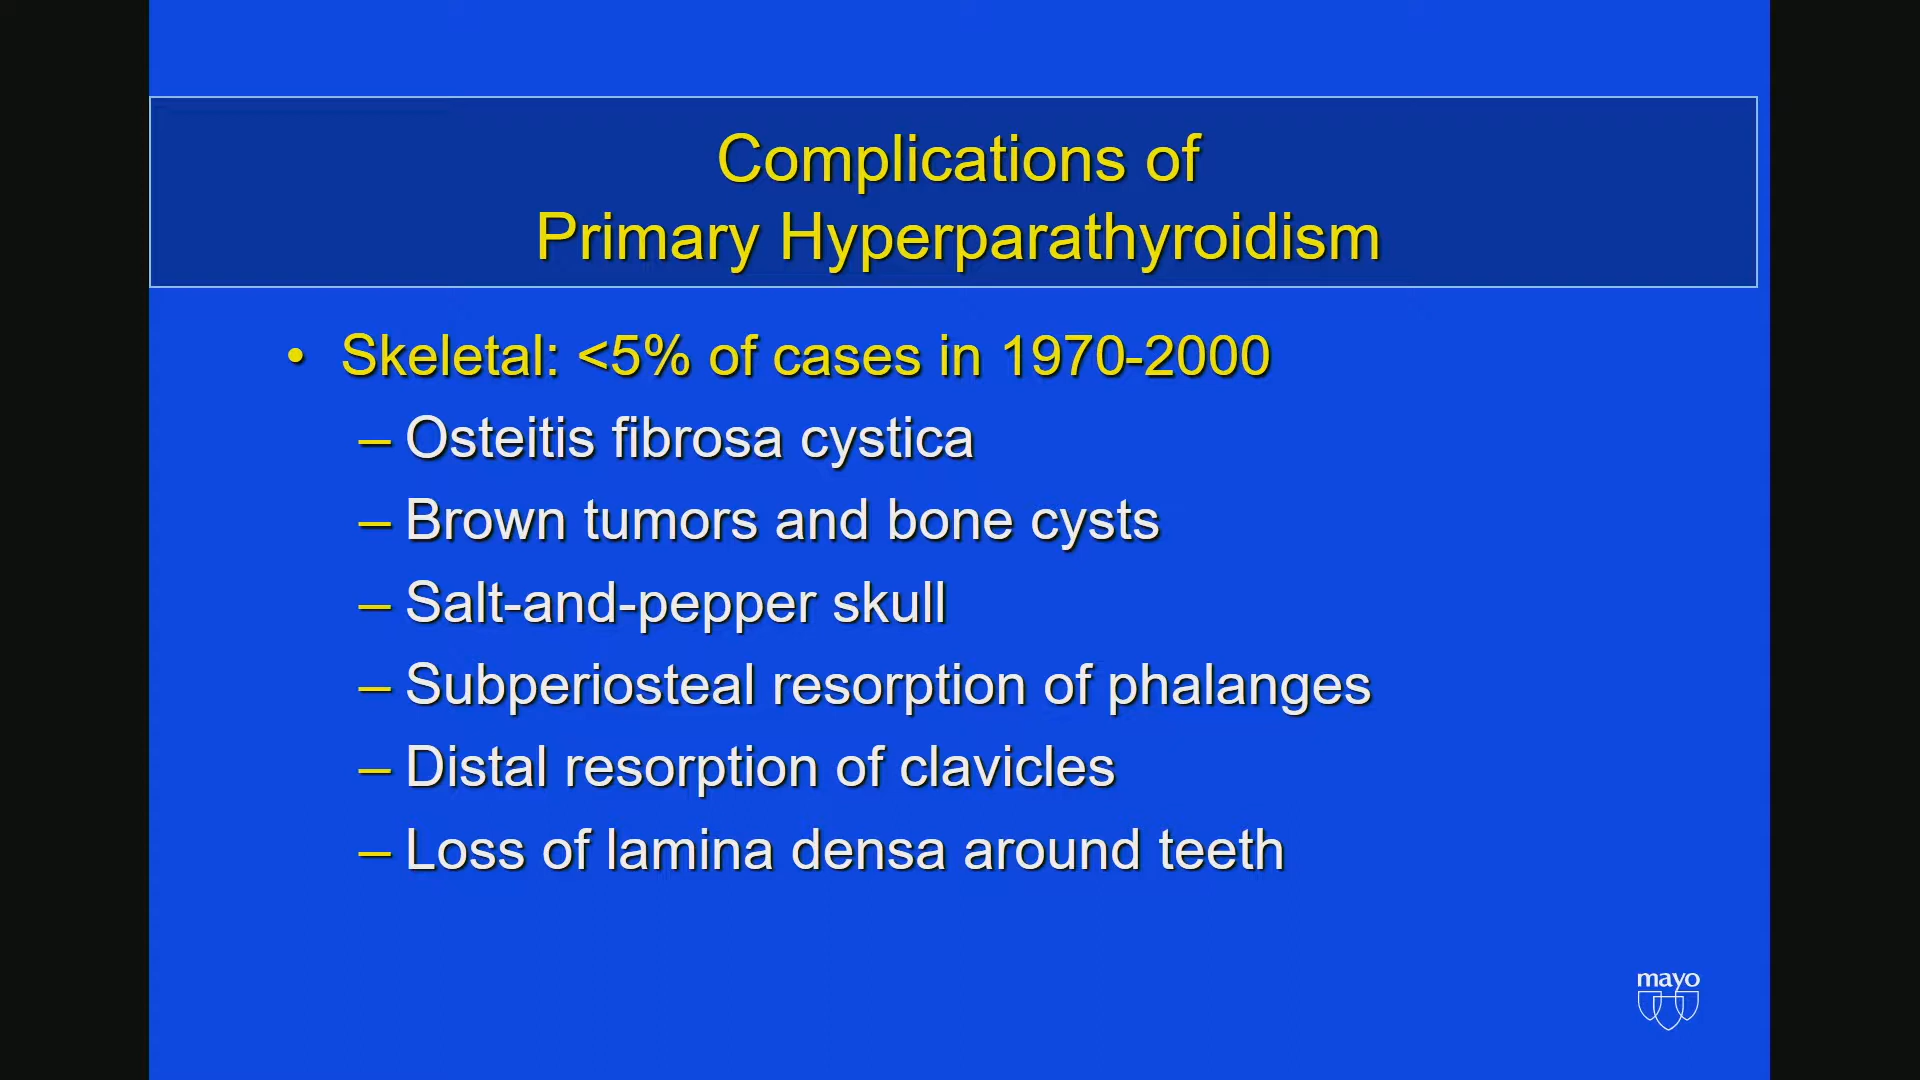 Complications of
Primary Hyperparathyroidism
• Skeletal: <5% of cases in 1970-2000
– Osteitis fibrosa cystica
– Brown tumors and bone cysts
– Salt-and-pepper skull
– Subperiosteal resorption of phalanges
– Distal resorption of clavicles
– Loss of lamina densa around teeth
mayo